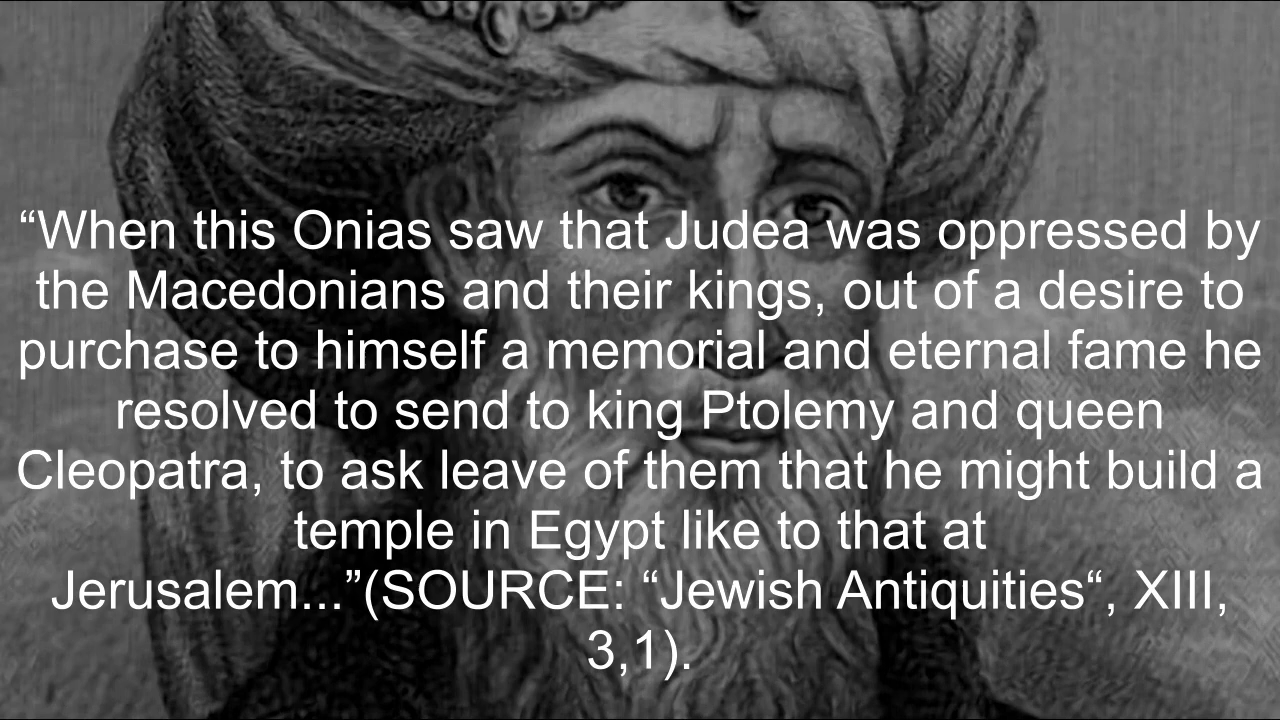 “When this Onias saw that Judea was oppressed by
the Macedonians and their kings, out of a desire to
purchase to himself a memorial and eternal fame he
resolved to send to king Ptolemy and queen
Cleopatra, to ask leave of them that he might build a
temple in Egypt like to that at
Jerusalem...”(SOURCE: “Jewish Antiquities“, XIII,
3,1).